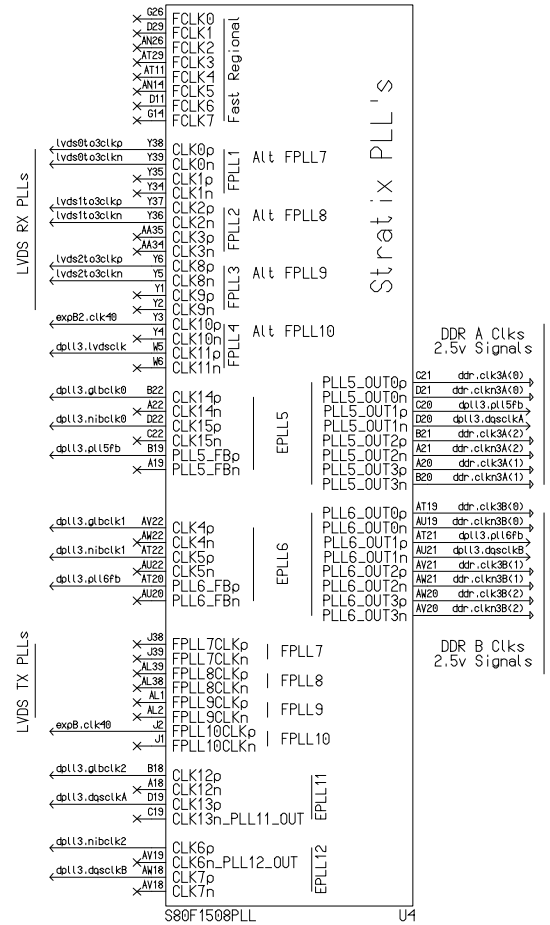 G26 FCLK0
D29 FCLK1
AN26 FCLK2
AT29 FCLK3
AT11 FCLK4
AN14 FCLK5
D11 FCLK6
G14 FCLK7
Fast Regional
Stratix PLL's
LVDS RX PLLs
lvds0to3clkp Y38 CLK0p
lvds0to3clkn Y39 CLK0n
Y35 CLK1p
Y34 CLK1n
FPLL1 Alt FPLL7
lvds1to3clkp Y37 CLK2p
lvds1to3clkn Y36 CLK2n
AA35 CLK3p
AA34 CLK3n
FPLL2 Alt FPLL8
lvds2to3clkp Y6 CLK8p
lvds2to3clkn Y5 CLK8n
Y1 CLK9p
Y2 CLK9n
FPLL3 Alt FPLL9
expB2.clk40 Y3 CLK10p
Y4 CLK10n
dpll3.lvdsclk W5 CLK11p
W6 CLK11n
FPLL4 Alt FPLL10
dpll3.glbclk0 B22 CLK14p
A22 CLK14n
dpll3.nibclk0 D22 CLK15p
C22 CLK15n
dpll3.pll5fb B19 PLL5_FBp
A19 PLL5_FBn
EPLL5
DDR A Clks
2.5v Signals
PLL5_OUT0p C21 ddr.clk3A(0)
PLL5_OUT0n D21 ddr.clkn3A(0)
PLL5_OUT1p C20 dpll3.pll5fb
PLL5_OUT1n D20 dpll3.dqsclkA
PLL5_OUT2p B21 ddr.clk3A(2)
PLL5_OUT2n A21 ddr.clkn3A(2)
PLL5_OUT3p A20 ddr.clk3A(1)
PLL5_OUT3n B20 ddr.clkn3A(1)
dpll3.glbclk1 AV22 CLK4p
AW22 CLK4n
dpll3.nibclk1 AT22 CLK5p
AU22 CLK5n
dpll3.pll6fb AT20 PLL6_FBp
AU20 PLL6_FBn
EPLL6
PLL6_OUT0p AT19 ddr.clk3B(0)
PLL6_OUT0n AU19 ddr.clkn3B(0)
PLL6_OUT1p AT21 dpll3.pll6fb
PLL6_OUT1n AU21 dpll3.dqsclkB
PLL6_OUT2p AV21 ddr.clk3B(1)
PLL6_OUT2n AW21 ddr.clkn3B(1)
PLL6_OUT3p AW20 ddr.clk3B(2)
PLL6_OUT3n AV20 ddr.clkn3B(2)
DDR B Clks
2.5v Signals
LVDS TX PLLs
J38 FPLL7CLKp
J39 FPLL7CLKn
FPLL7
AL39 FPLL8CLKp
AL38 FPLL8CLKn
FPLL8
AL1 FPLL9CLKp
AL2 FPLL9CLKn
FPLL9
expB.clk40 J2 FPLL10CLKp
J1 FPLL10CLKn
FPLL10
dpll3.glbclk2 B18 CLK12p
A18 CLK12n
dpll3.dqsclkA D19 CLK13p
C19 CLK13n_PLL11_OUT
EPLL11
dpll3.nibclk2 CLK6p
AV19 CLK6n_PLL12_OUT
dpll3.dqsclkB AW18 CLK7p
AV18 CLK7n
EPLL12
S80F1508PLL U4